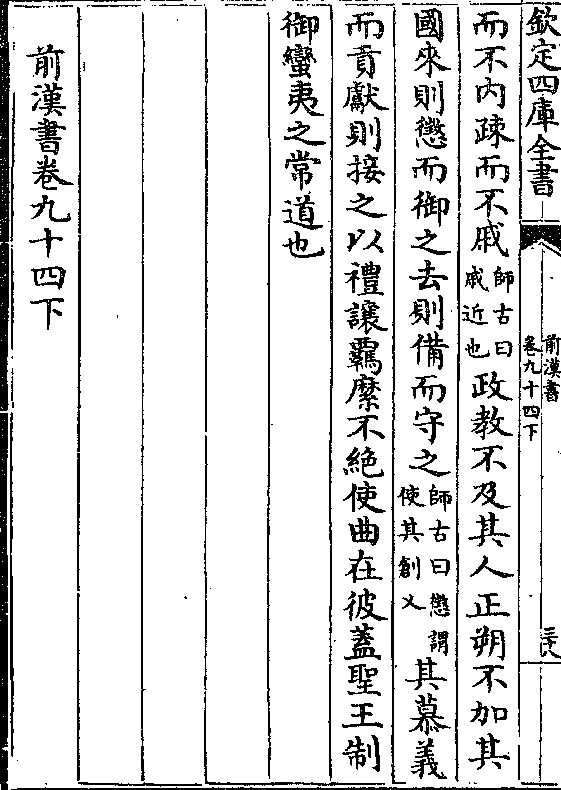 欽定四庫全書
前漢書
卷九十四下
三十八
而不内疎而不戚師古曰戚近也政教不及其人正朔不加其
國來則懲而御之去則備而守之師古曰懲謂使其創乂其慕義
而貢獻則接之以禮讓羈縻不絶使曲在彼蓋聖王制
御蠻夷之常道也
前漢書卷九十四下